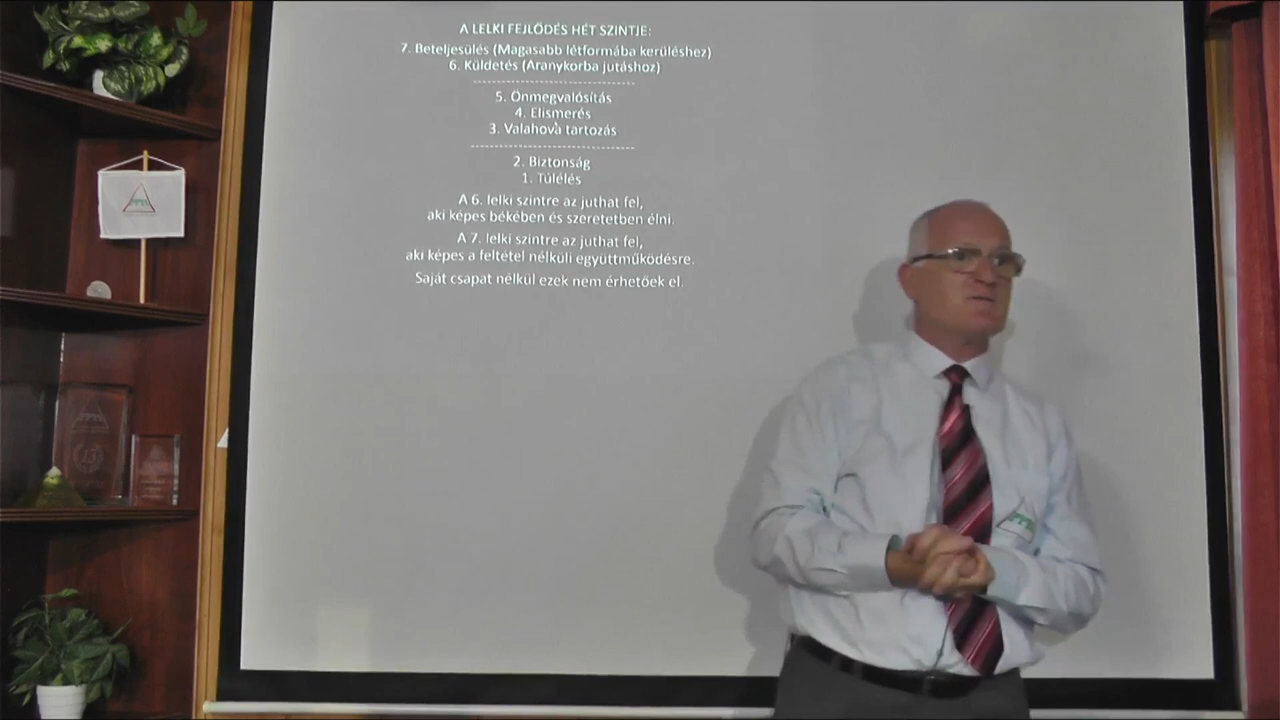 A LELKI FEJLŐDÉS HÉT SZINTJE:
7. Beteljesülés (Magasabb létformába kerüléshez)
6. Küldetés (Aranykorba jutáshoz)
---------------------------------
5. Önmegvalósítás
4. Elismerés
3. Valahova tartozás
---------------------------------
2. Biztonság
1. Túlélés
A 6. lelki szintre az juthat fel,
aki képes békében és szeretetben élni.
A 7. lelki szintre az juthat fel,
aki képes a feltétel nélküli együttműködésre.
Saját csapat nélkül ezek nem érhetőek el.
13